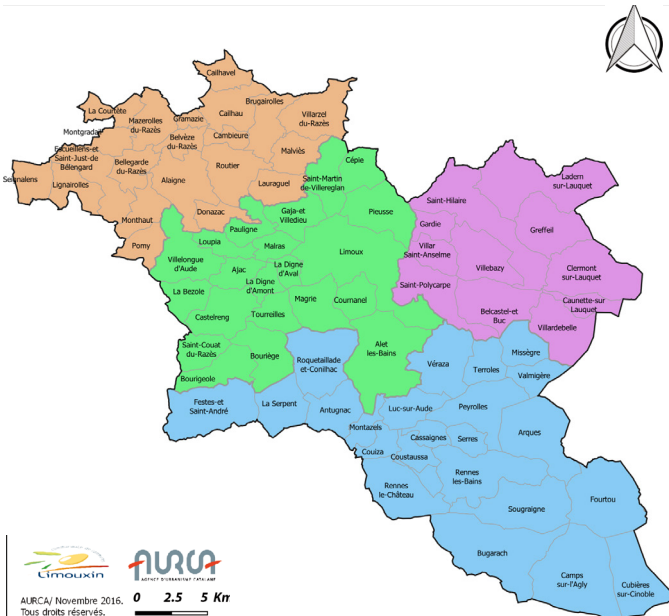 Cailhavel
Brugairolles
La Courtète
Mazerolles
du-Razès
Gramazie
Cailhau
Villarzel
du-Razès
Montgradail
Belvèze
du-Razès
Cambieure
Escueillens-et
Saint-Just-de
Bélengard
Malviès
Cépie
Bellegarde
du-Razès
Routier
Seignalens
Lignairolles
Alaigne
Lauraguel
Saint-Martin
de-Villereglan
Ladern
sur-Lauquet
Saint-Hilaire
Monthaut
Donazac
Gaja-et
Villedieu
Pieusse
Gardie
Greffeil
Pomy
Loupia
Pauligne
Malras
Limoux
Villar
Saint-Anselme
Villelongue
d'Aude
Ajac
La Digne
d'Aval
Villebazy
Clermont
sur-Lauquet
La Bezole
La Digne
d'Amont
Magrie
Cournanel
Saint-Polycarpe
Caunette-sur
Lauquet
Castelreng
Tourreilles
Belcastel-et
Buc
Villardebelle
Saint-Couat
du-Razès
Bouriège
Roquetaillade
et-Conilhac
Alet
les-Bains
Véraza
Missègre
Bourigeole
Terroles
Valmigère
Festes-et
Saint-André
La Serpent
Antugnac
Luc-sur-Aude
Peyrolles
Montazels
Cassaignes
Serres
Arques
Couiza
Coustaussa
Rennes
les-Bains
Rennes
le-Château
Fourtou
Sougraigne
Bugarach
Camps
sur-l'Agly
Cubières
sur-Cinoble
Limouxin
AURCA
AGENCE D'URBANISME CATALANE
AURCA/ Novembre 2016.
Tous droits réservés.
0 2.5 5 Km